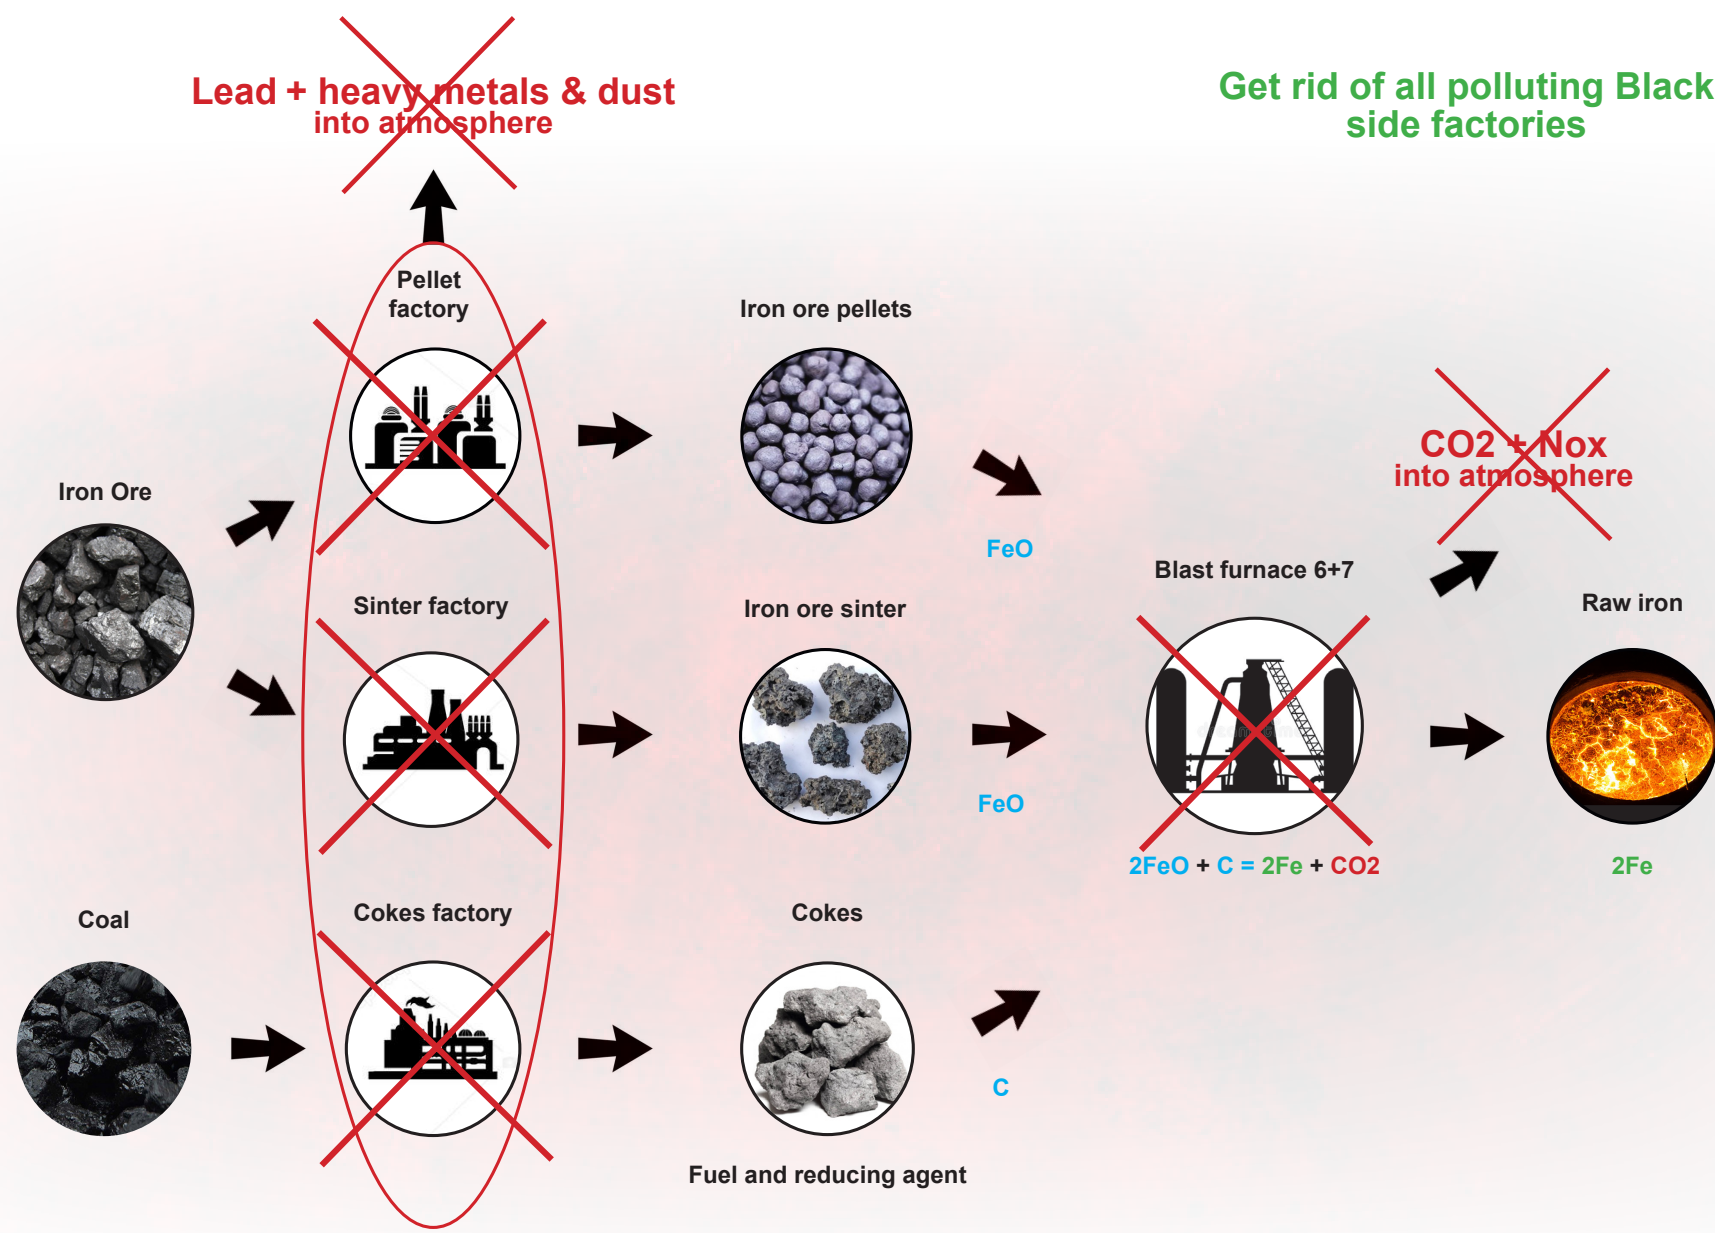 Lead + heavy metals & dust
into atmosphere
Get rid of all polluting Black
side factories
Pellet
factory
Iron ore pellets
CO2 + Nox
into atmosphere
Iron Ore
FeO
Blast furnace 6+7
Sinter factory
Iron ore sinter
Raw iron
FeO
2FeO + C = 2Fe + CO2
2Fe
Coal
Cokes factory
Cokes
C
Fuel and reducing agent